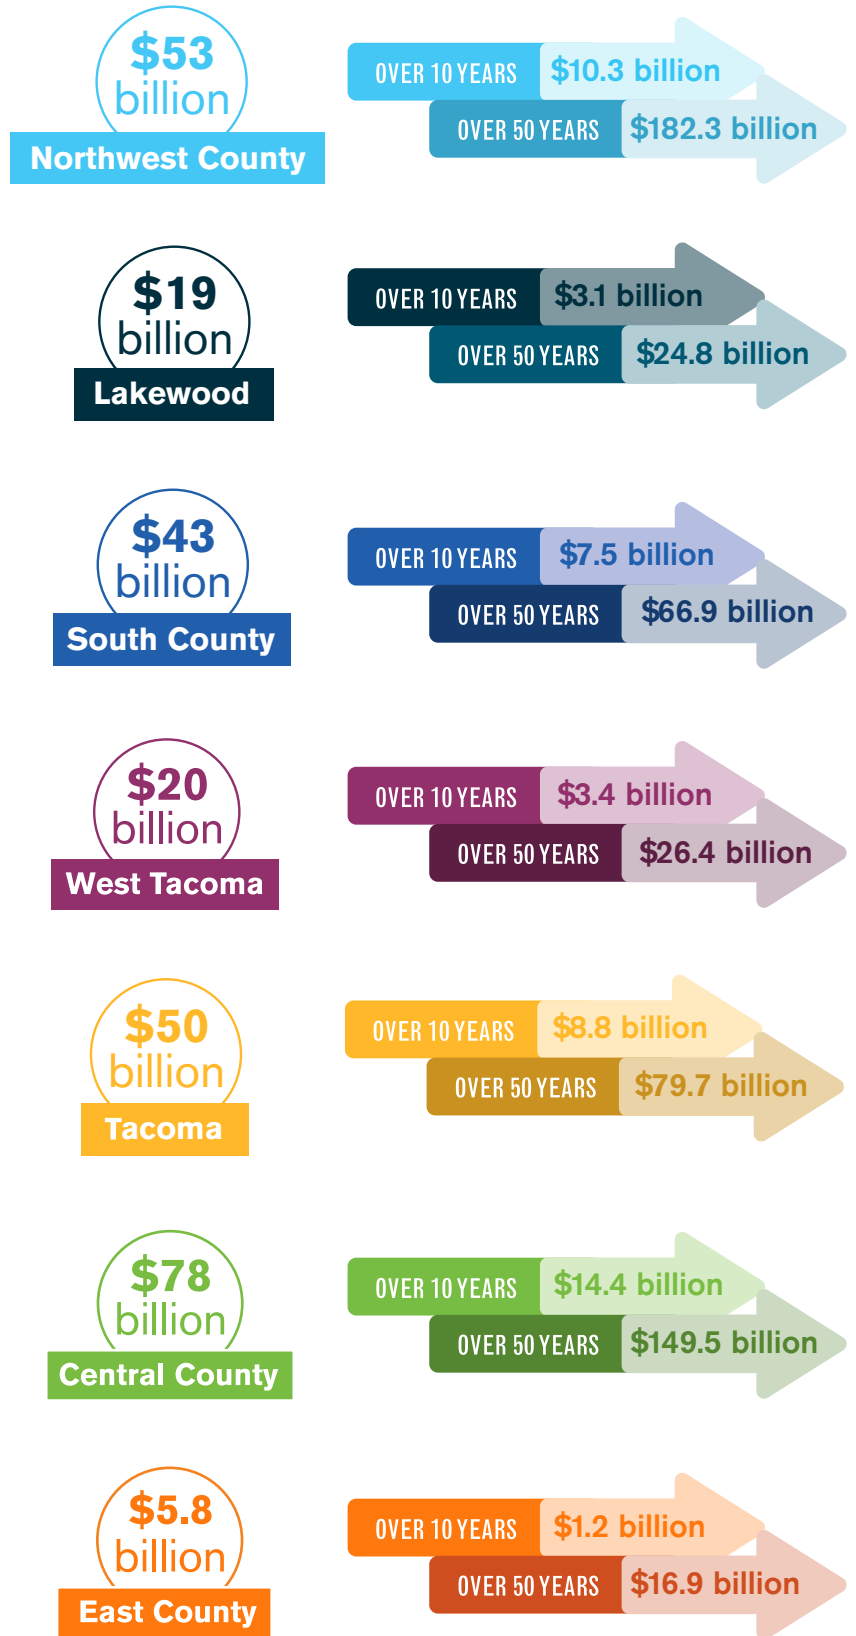 $53
billion
Northwest County
OVER 10 YEARS $10.3 billion
OVER 50 YEARS $182.3 billion
$19
billion
Lakewood
OVER 10 YEARS $3.1 billion
OVER 50 YEARS $24.8 billion
$43
billion
South County
OVER 10 YEARS $7.5 billion
OVER 50 YEARS $66.9 billion
$20
billion
West Tacoma
OVER 10 YEARS $3.4 billion
OVER 50 YEARS $26.4 billion
$50
billion
Tacoma
OVER 10 YEARS $8.8 billion
OVER 50 YEARS $79.7 billion
$78
billion
Central County
OVER 10 YEARS $14.4 billion
OVER 50 YEARS $149.5 billion
$5.8
billion
East County
OVER 10 YEARS $1.2 billion
OVER 50 YEARS $16.9 billion